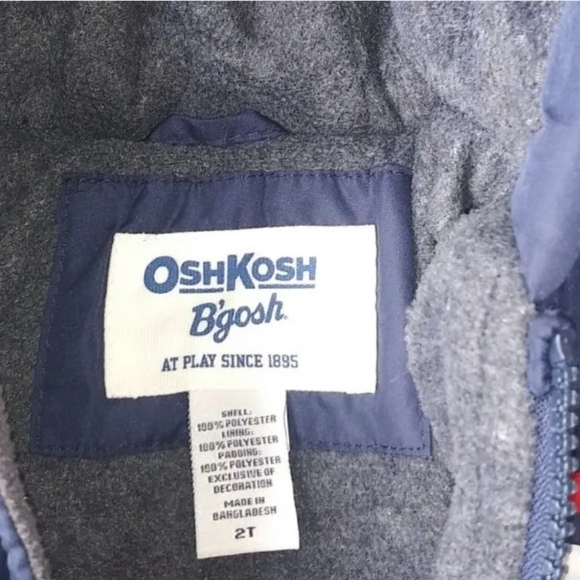 OSHKOSH
B'gosh
AT PLAY SINCE 1895
SHELL:
100% POLYESTER
LINING:
100% POLYESTER
PADDING:
100% POLYESTER
EXCLUSIVE OF
DECORATION
MADE IN
BANGLADESH
2T